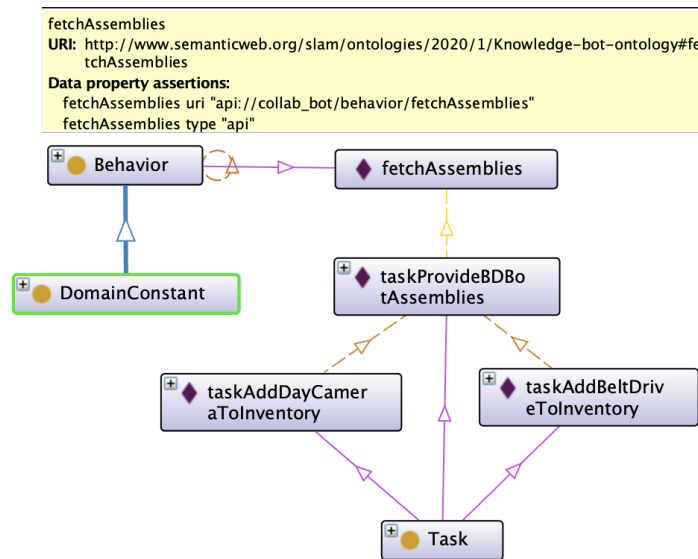 fetchAssemblies
URI: http://www.semanticweb.org/slam/ontologies/2020/1/Knowledge-bot-ontology#fe
tchAssemblies
Data property assertions:
fetchAssemblies uri "api://collab_bot/behavior/fetchAssemblies"
fetchAssemblies type "api"
Behavior
fetchAssemblies
DomainConstant
taskProvideBDBo
tAssemblies
taskAddDayCamer
aToInventory
taskAddBeltDriv
eToInventory
Task